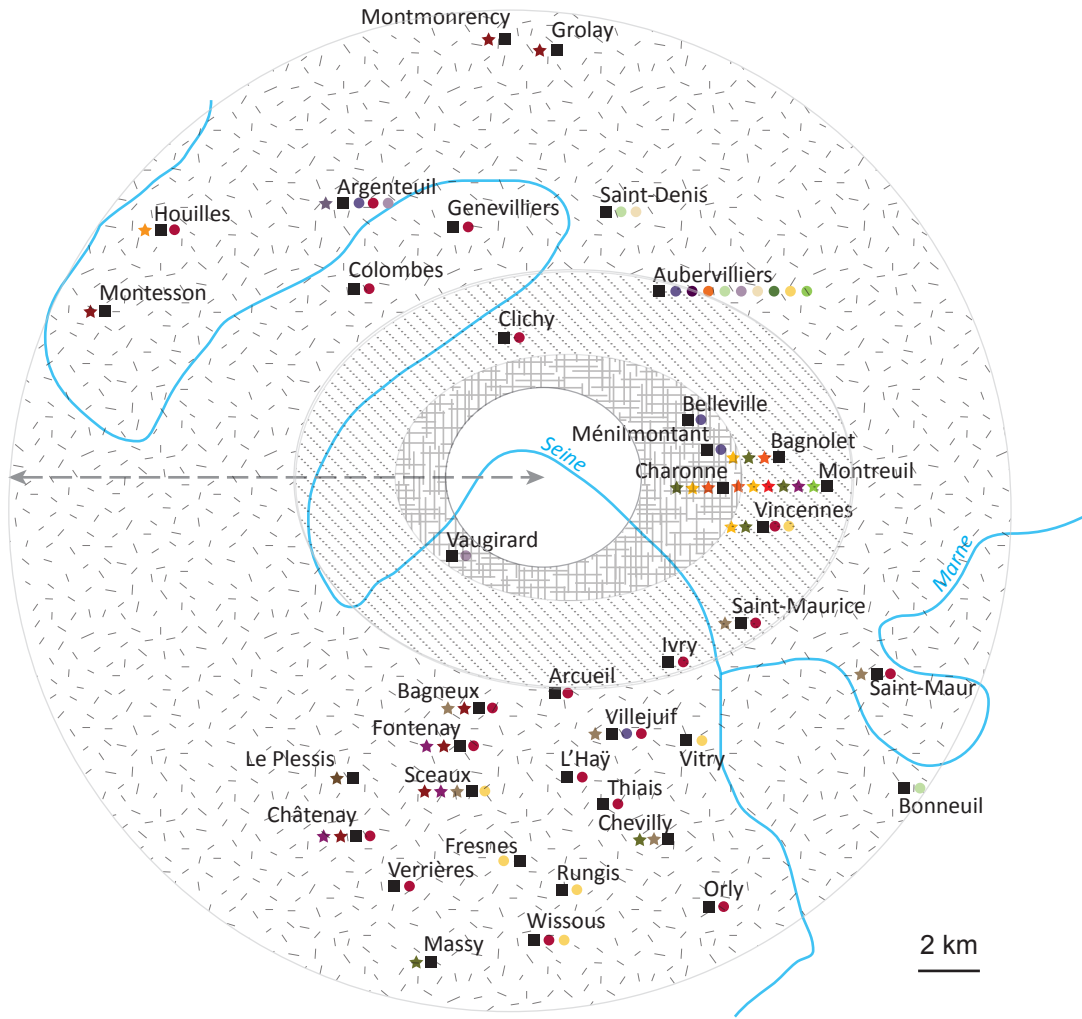 Montmonrency
Grolay
Argenteuil
Saint-Denis
Houilles
Genevilliers
Colombes
Aubervilliers
Montesson
Clichy
Belleville
Ménilmontant
Bagnolet
Seine
Charonne
Montreuil
Vincennes
Vaugirard
Marne
Saint-Maurice
Ivry
Arcueil
Saint-Maur
Bagneux
Villejuif
Fontenay
Vitry
Le Plessis
Sceaux
L'Haÿ
Thiais
Bonneuil
Châtenay
Chevilly
Fresnes
Verrières
Rungis
Orly
Wissous
Massy
2 km